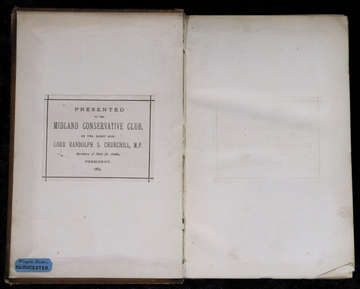 PRESENTED
TO THE
MIDLAND CONSERVATIVE CLUB,
BY THE RIGHT HON.
LORD RANDOLPH S. CHURCHILL, M.P.
Secretary of State for India,
PRESIDENT.
1885
GLOUCESTER